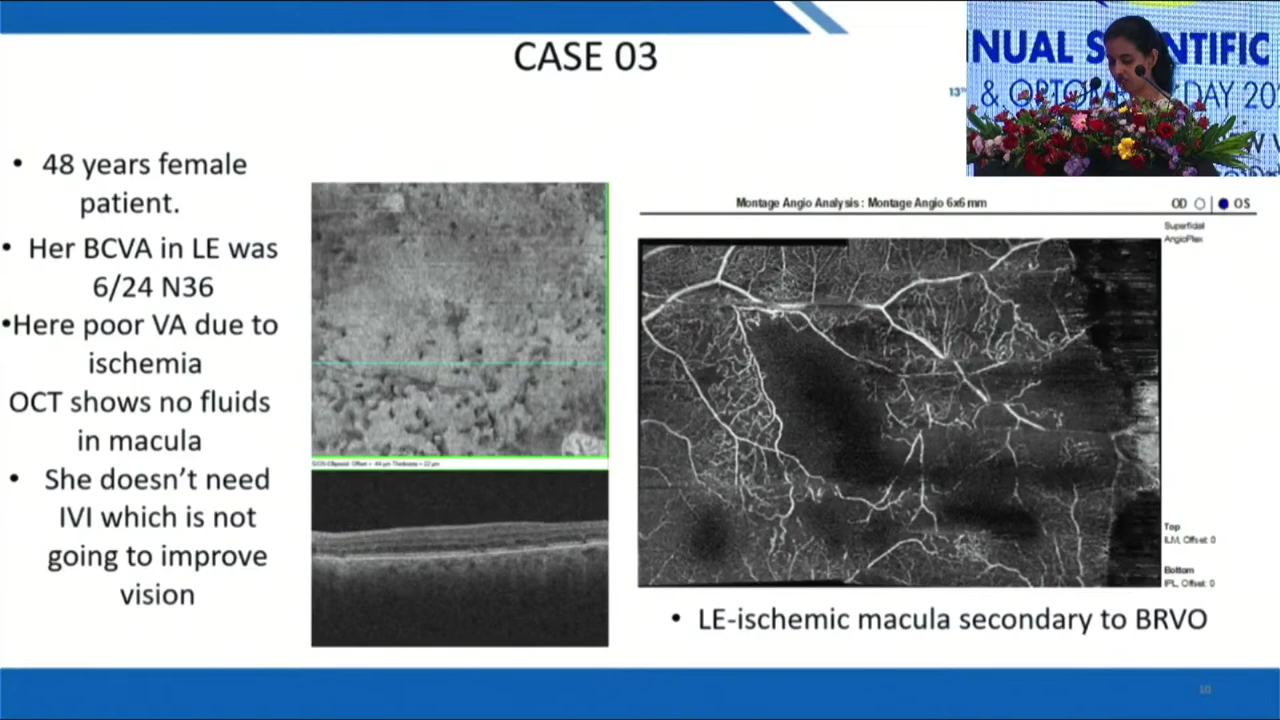 CASE 03
NUAL S NTIFIC
13TH & OPTOM DAY 20
• 48 years female
patient.
• Her BCVA in LE was
6/24 N36
•Here poor VA due to
ischemia
OCT shows no fluids
in macula
• She doesn't need
IVI which is not
going to improve
vision
Montage Angio Analysis : Montage Angio 6x6 mm OD OS
Superficial
AngioPlex
Top
ILM, Offset: 0
Bottom
IPL, Offset: 0
• LE-ischemic macula secondary to BRVO
10